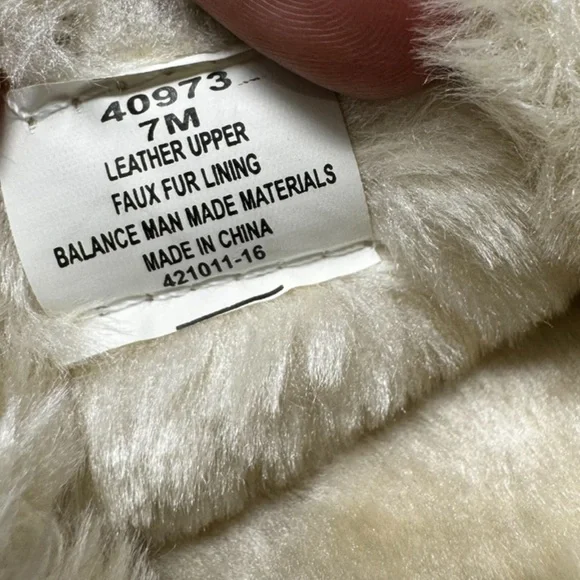 40973
7M
LEATHER UPPER
FAUX FUR LINING
BALANCE MAN MADE MATERIALS
MADE IN CHINA
421011-16